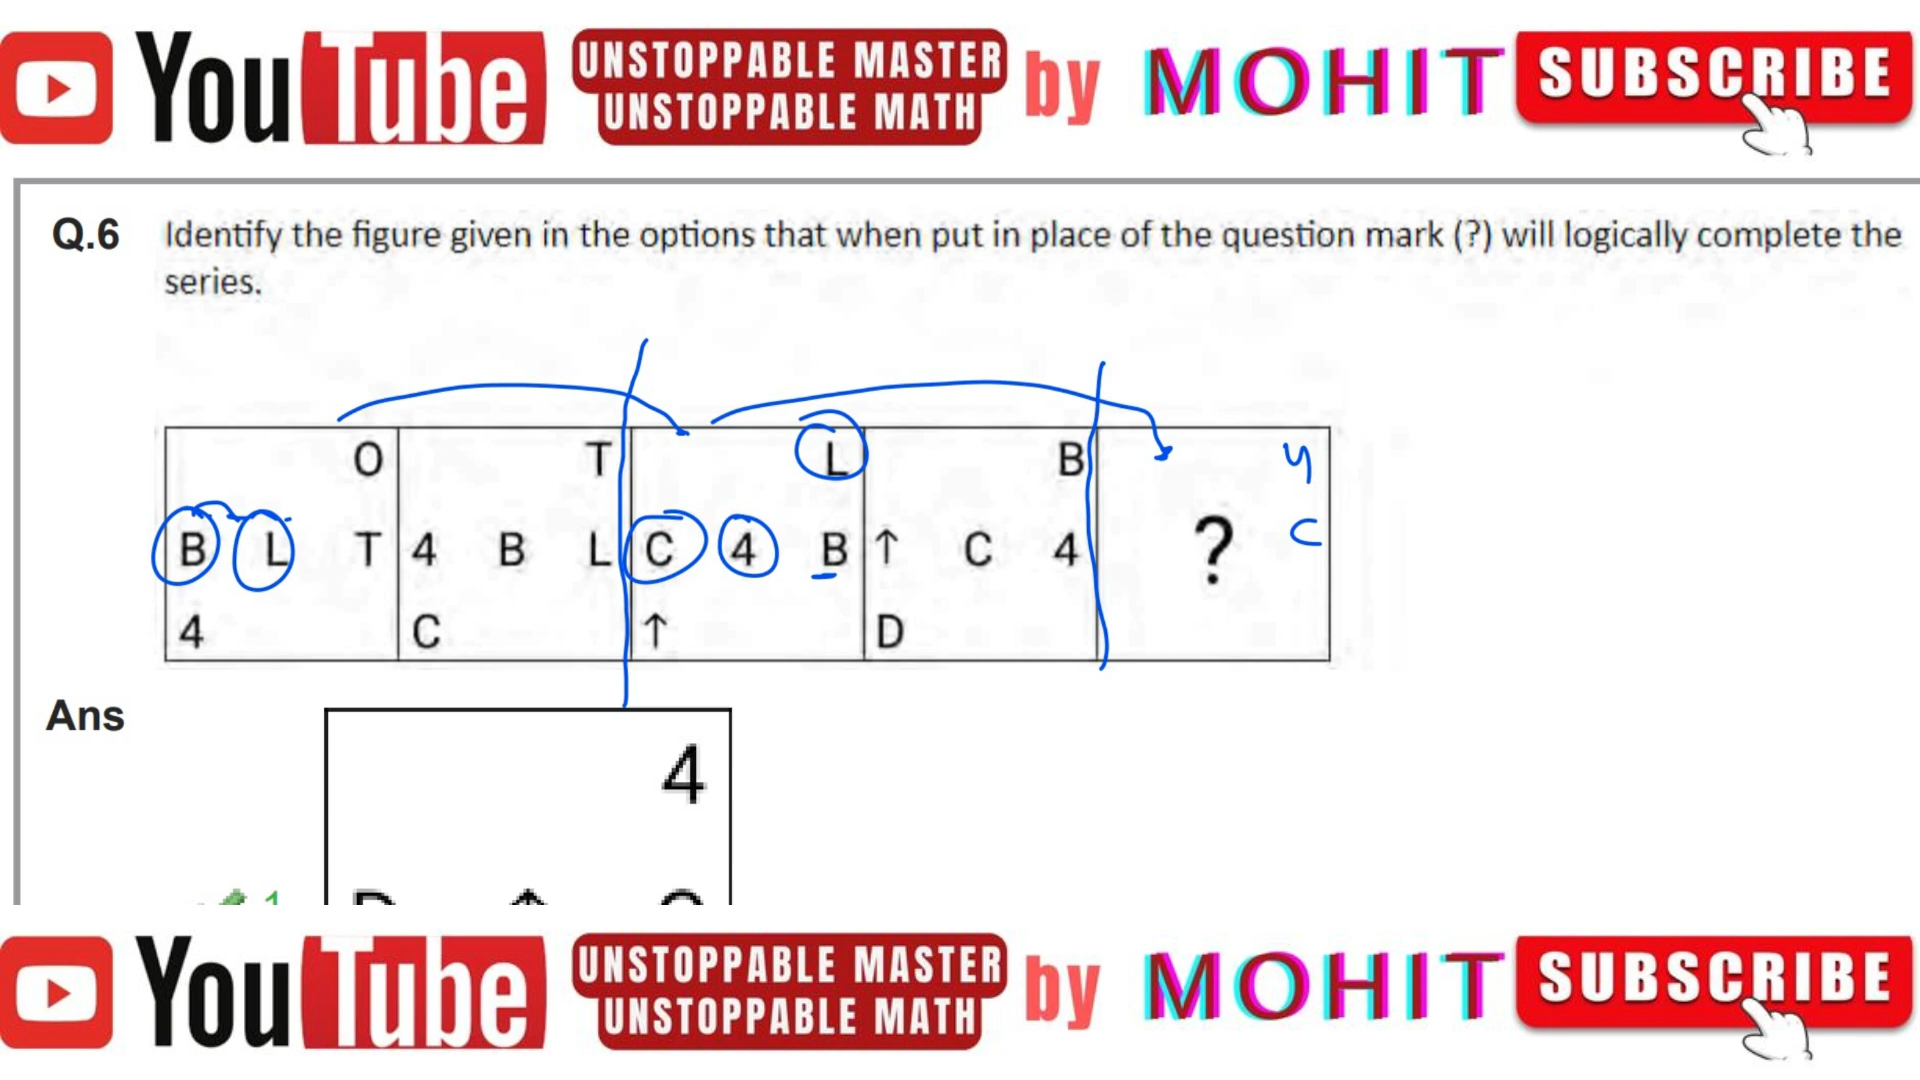 YouTube UNSTOPPABLE MASTER by MOHIT SUBSCRIBE
UNSTOPPABLE MATH
Q.6 Identify the figure given in the options that when put in place of the question mark (?) will logically complete the
series.
O T L B 4
B L T 4 B L C 4 B ↑ C 4 ? C
4 C ↑ D
Ans
4
1 D ↑ C
YouTube UNSTOPPABLE MASTER by MOHIT SUBSCRIBE
UNSTOPPABLE MATH